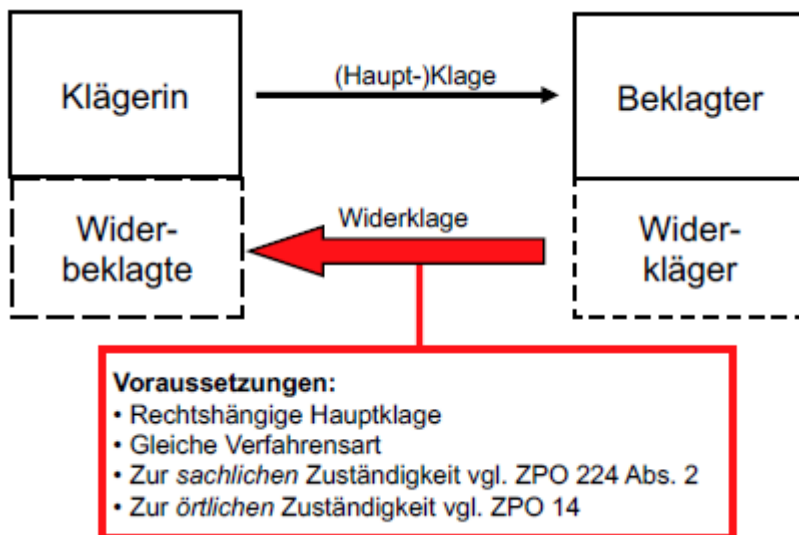 Klägerin
(Haupt-)Klage
Beklagter
Wider-
beklagte
Widerklage
Wider-
kläger
Voraussetzungen:
• Rechtshängige Hauptklage
• Gleiche Verfahrensart
• Zur sachlichen Zuständigkeit vgl. ZPO 224 Abs. 2
• Zur örtlichen Zuständigkeit vgl. ZPO 14